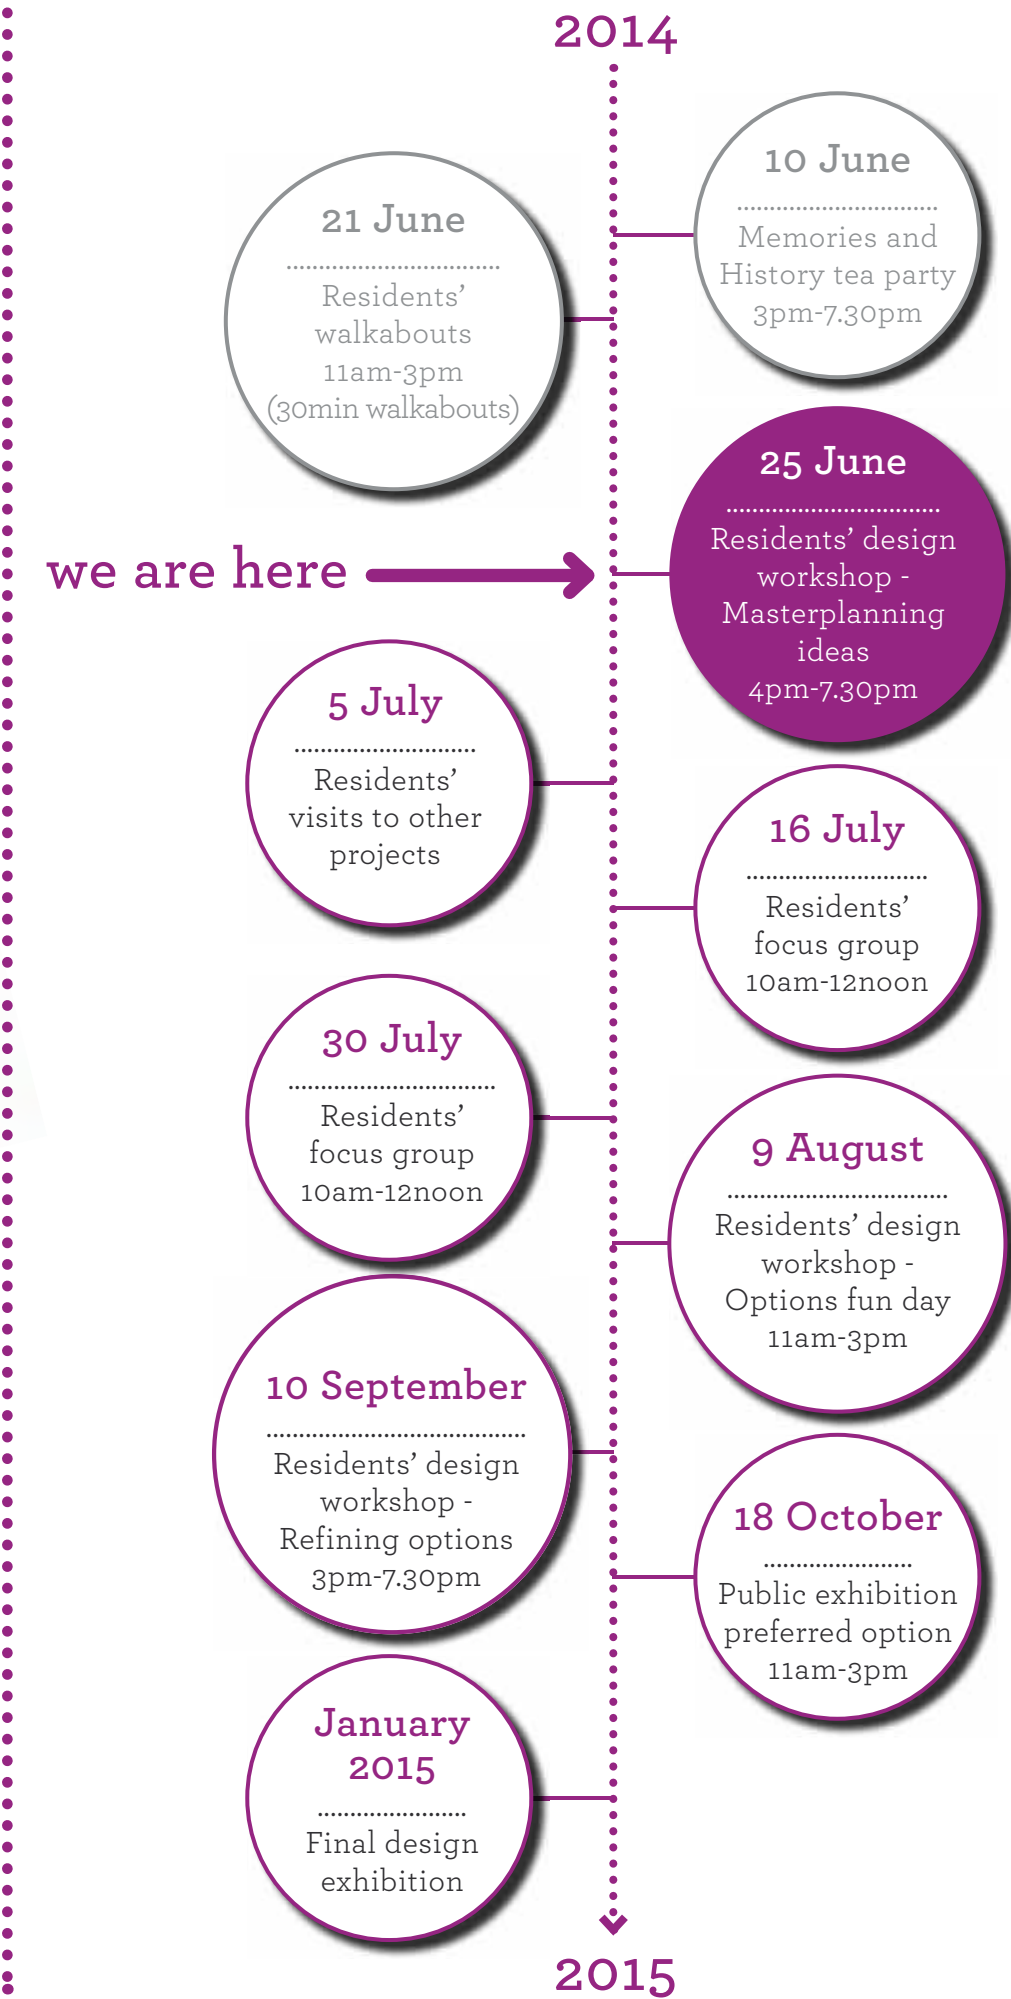 2014
10 June
Memories and
History tea party
3pm-7.30pm
21 June
Residents’
walkabouts
11am-3pm
(30min walkabouts)
25 June
Residents’ design
workshop -
Masterplanning
ideas
4pm-7.30pm
we are here
5 July
Residents’
visits to other
projects
16 July
Residents’
focus group
10am-12noon
30 July
Residents’
focus group
10am-12noon
9 August
Residents’ design
workshop -
Options fun day
11am-3pm
10 September
Residents’ design
workshop -
Refining options
3pm-7.30pm
18 October
Public exhibition
preferred option
11am-3pm
January
2015
Final design
exhibition
2015